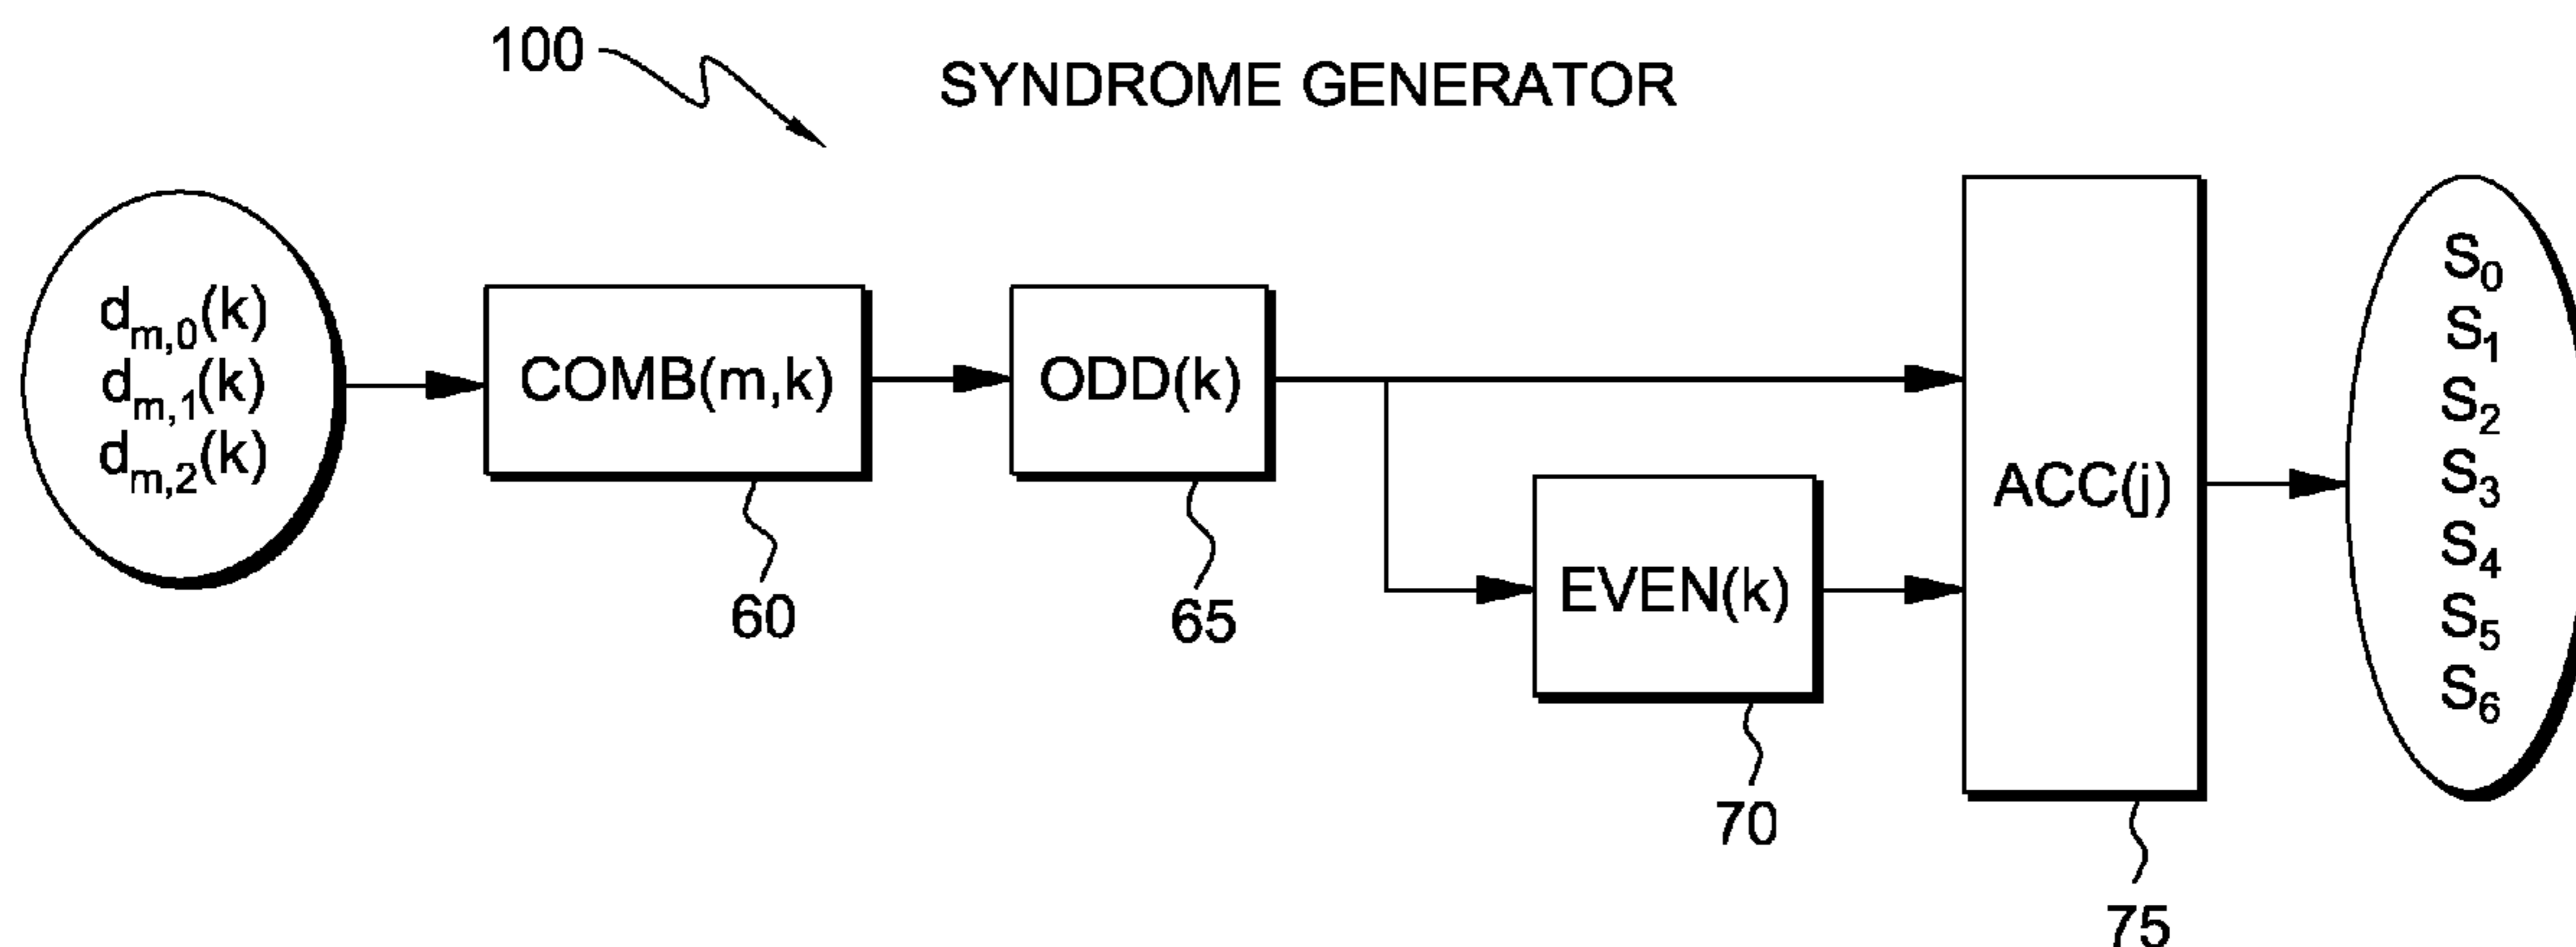 100
SYNDROME GENERATOR
dm,0(k)
dm,1(k)
dm,2(k)
COMB(m,k)
60
ODD(k)
65
EVEN(k)
70
ACC(j)
75
S0
S1
S2
S3
S4
S5
S6